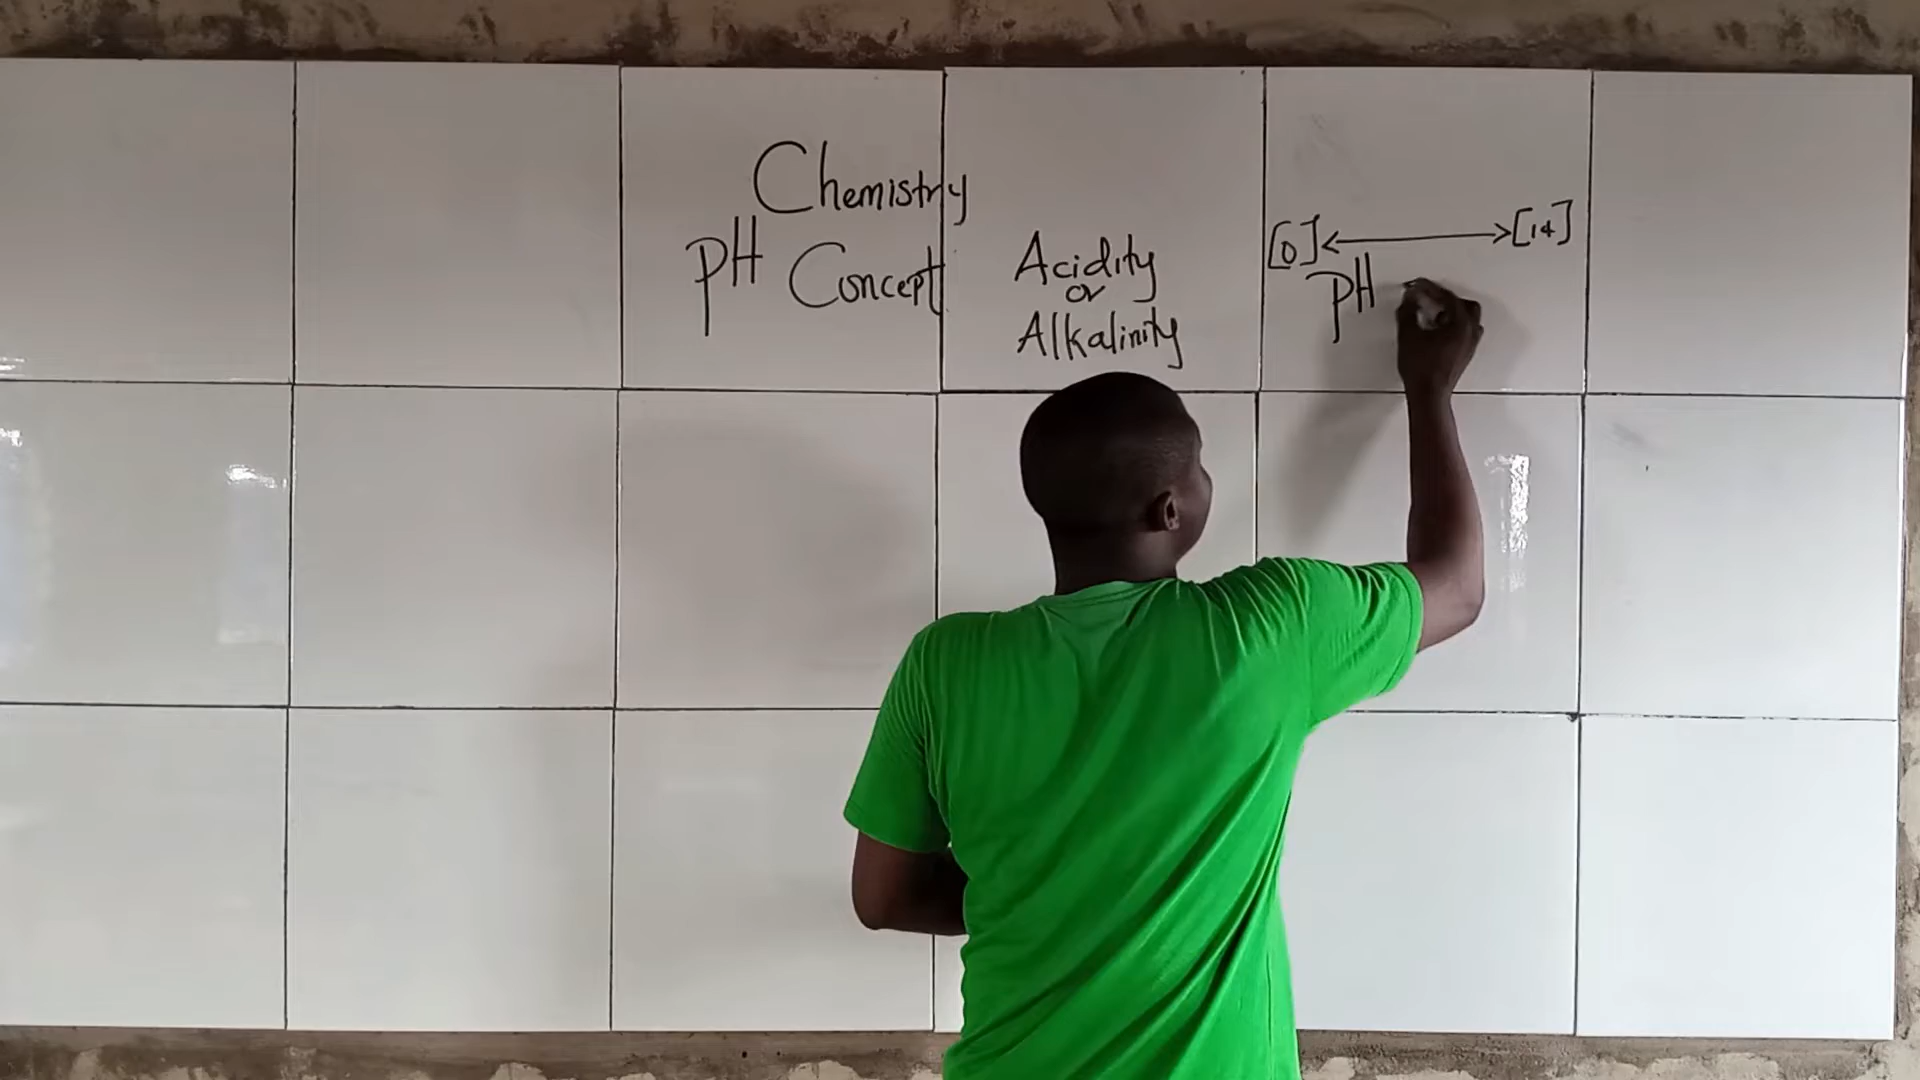 Chemistry
pH Concept
Acidity
or
Alkalinity
[0] [14]
pH